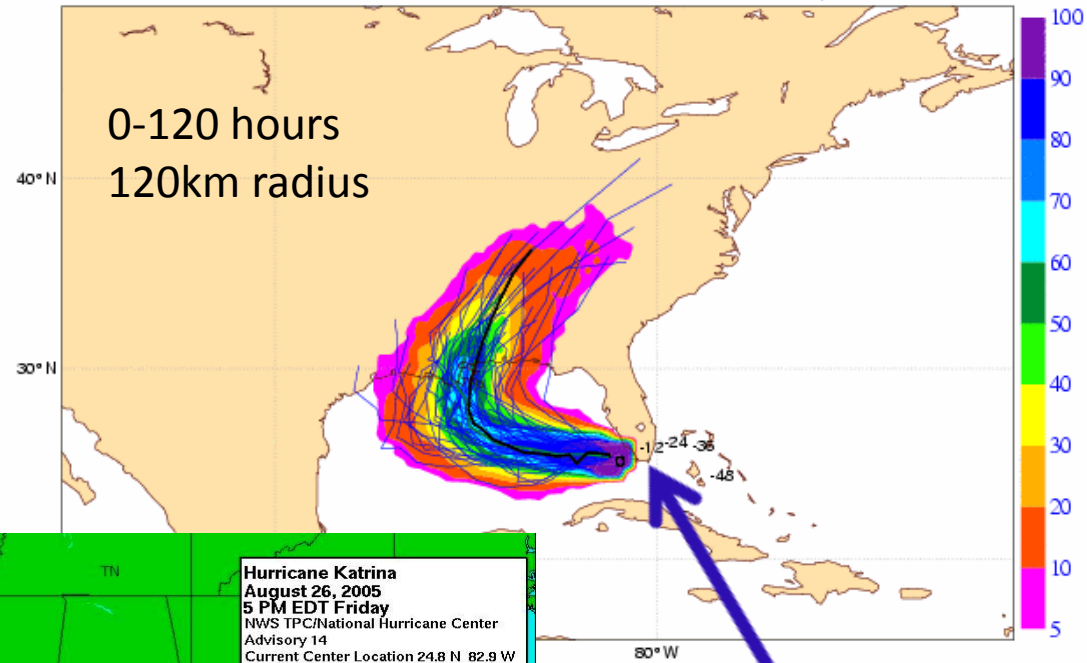 0-120 hours
120km radius
40°N
30°N
80°W
0
-12
-24
-36
-48
100
90
80
70
60
50
40
30
20
10
5
TN
Hurricane Katrina
August 26, 2005
5 PM EDT Friday
NWS TPC/National Hurricane Center
Advisory 14
Current Center Location 24.8 N 82.9 W